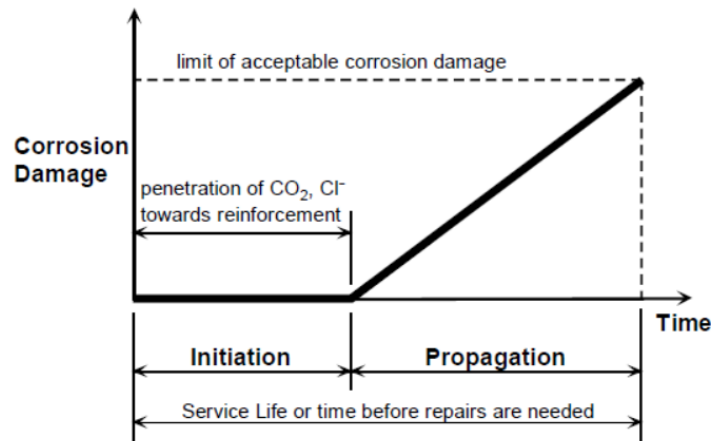 limit of acceptable corrosion damage
Corrosion
Damage
penetration of CO₂, Cl⁻
towards reinforcement
Time
Initiation
Propagation
Service Life or time before repairs are needed